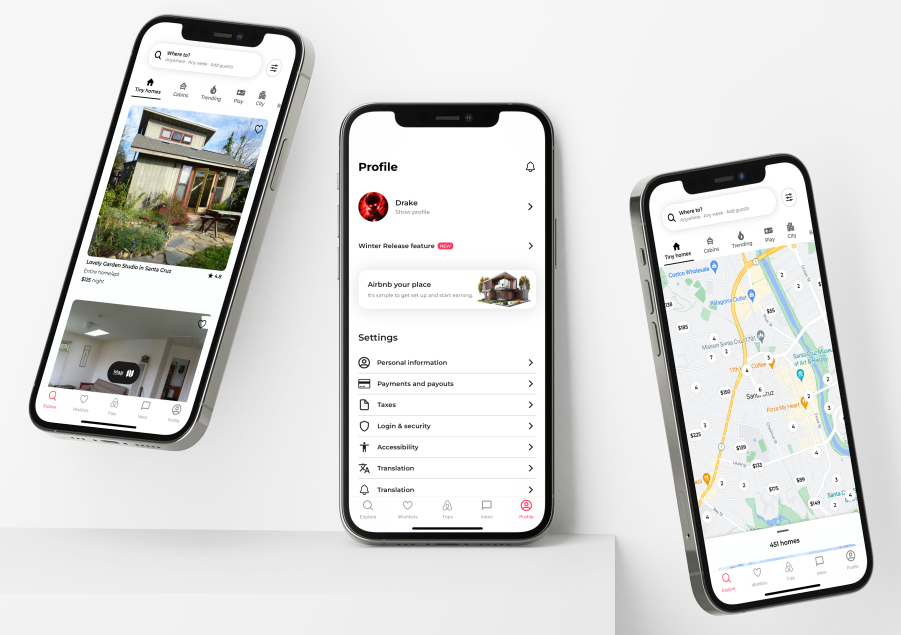 Where to?
Anywhere · Any week · Add guests
Tiny homes
Cabins
Trending
Play
City
Lovely Garden Studio in Santa Cruz
4.8
Entire home/apt
$125 night
Map
Explore
Wishlists
Trips
Inbox
Profile
Profile
Drake
Show profile
Winter Release feature NEW
Airbnb your place
It's simple to get set up and start earning.
Settings
Personal information
Payments and payouts
Taxes
Login & security
Accessibility
Translation
Translation
Explore
Wishlists
Trips
Inbox
Profile
Where to?
Anywhere · Any week · Add guests
Tiny homes
Cabins
Trending
Play
City
Costco Wholesale
2
Patagonia Outlet
2
$185
$55
Mission Santa Cruz
2
7
2
3
Santa Cruz Museum
of Art & History
4
4
$150
6
Santa Cruz
Pizza My Heart
3
4
$235
$139
$133
4
2
2
2
$175
$99
3
4
$149
2
4
451 homes
Explore
Wishlists
Trips
Inbox
Profile